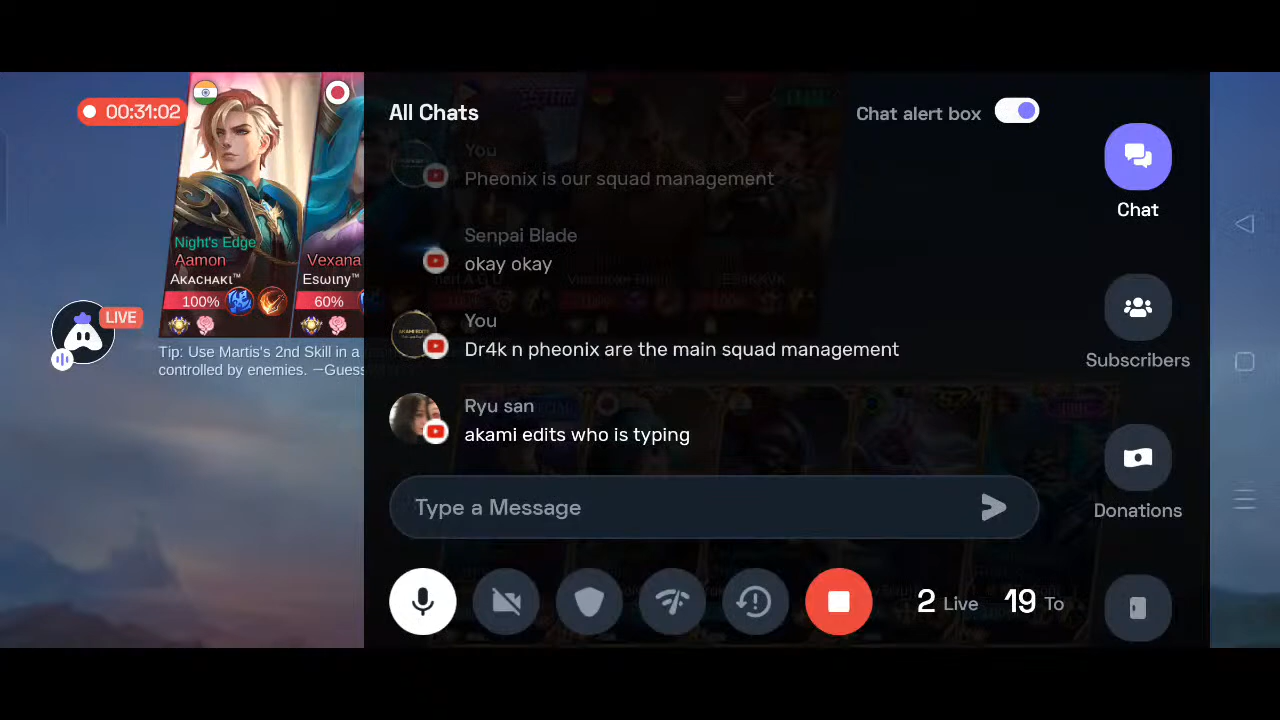 00:31:02
Night's Edge
Aamon
AKACHAKI™
100%
Vexana
Esωιny™
60%
LIVE
Tip: Use Martis's 2nd Skill in a
controlled by enemies. —Gues
All Chats
Chat alert box
You
Pheonix is our squad management
Senpai Blade
okay okay
You
Dr4k n pheonix are the main squad management
Ryu san
akami edits who is typing
Type a Message
2 Live 19 To
Chat
Subscribers
Donations